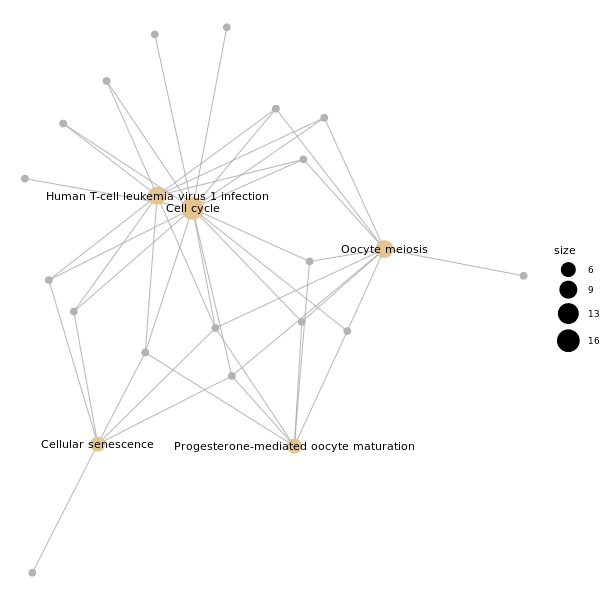 Human T-cell leukemia virus 1 infection
Cell cycle
Oocyte meiosis
size
6
9
13
16
Cellular senescence
Progesterone-mediated oocyte maturation